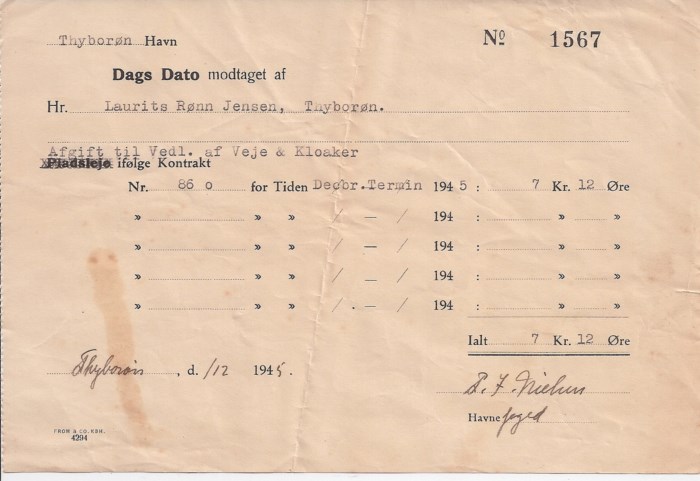 Thyborøn Havn Nº 1567
Dags Dato modtaget af
Hr. Laurits Rønn Jensen, Thyborøn.
Afgift til Vedl. af Veje & Kloaker
Pladsleje ifølge Kontrakt
Nr. 86 o for Tiden Decbr.Termin 1945 : 7 Kr. 12 Øre
» » » / — / 194 : » »
» » » / — / 194 : » »
» » » / — / 194 : » »
» » » / . — / 194 : » »
Ialt 7 Kr. 12 Øre
Thyborøn , d. /12 1945.
Havnefoged
FROM & CO. KBH.
4294